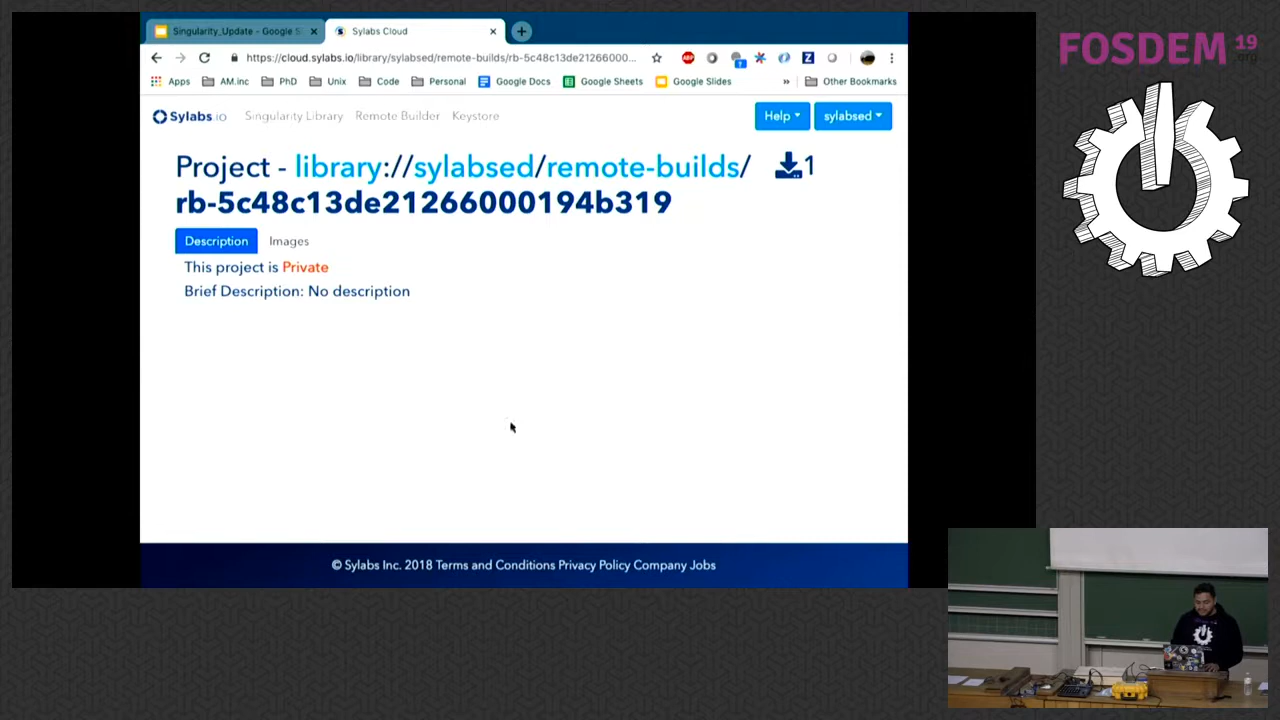 Singularity_Update - Google S
Sylabs Cloud
https://cloud.sylabs.io/library/sylabsed/remote-builds/rb-5c48c13de21266000...
Apps AM.inc PhD Unix Code Personal Google Docs Google Sheets Google Slides » Other Bookmarks
Sylabs.io Singularity Library Remote Builder Keystore Help sylabsed
Project - library://sylabsed/remote-builds/ 1
rb-5c48c13de21266000194b319
Description Images
This project is Private
Brief Description: No description
© Sylabs Inc. 2018 Terms and Conditions Privacy Policy Company Jobs
FOSDEM 19
.org